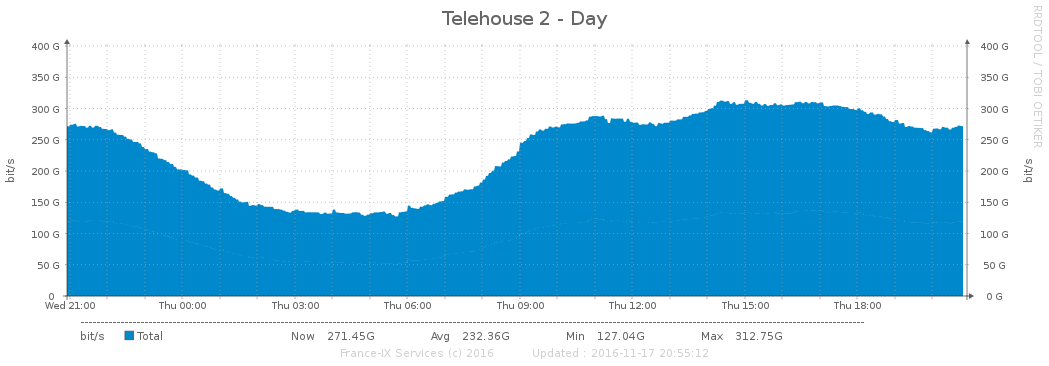 Telehouse 2 - Day
RRDTOOL / TOBI OETIKER
400 G 400 G
350 G 350 G
300 G 300 G
250 G 250 G
200 G 200 G
150 G 150 G
100 G 100 G
50 G 50 G
0 0 G
bit/s bit/s
Wed 21:00 Thu 00:00 Thu 03:00 Thu 06:00 Thu 09:00 Thu 12:00 Thu 15:00 Thu 18:00
bit/s Total Now 271.45G Avg 232.36G Min 127.04G Max 312.75G
France-IX Services (c) 2016 Updated : 2016-11-17 20:55:12